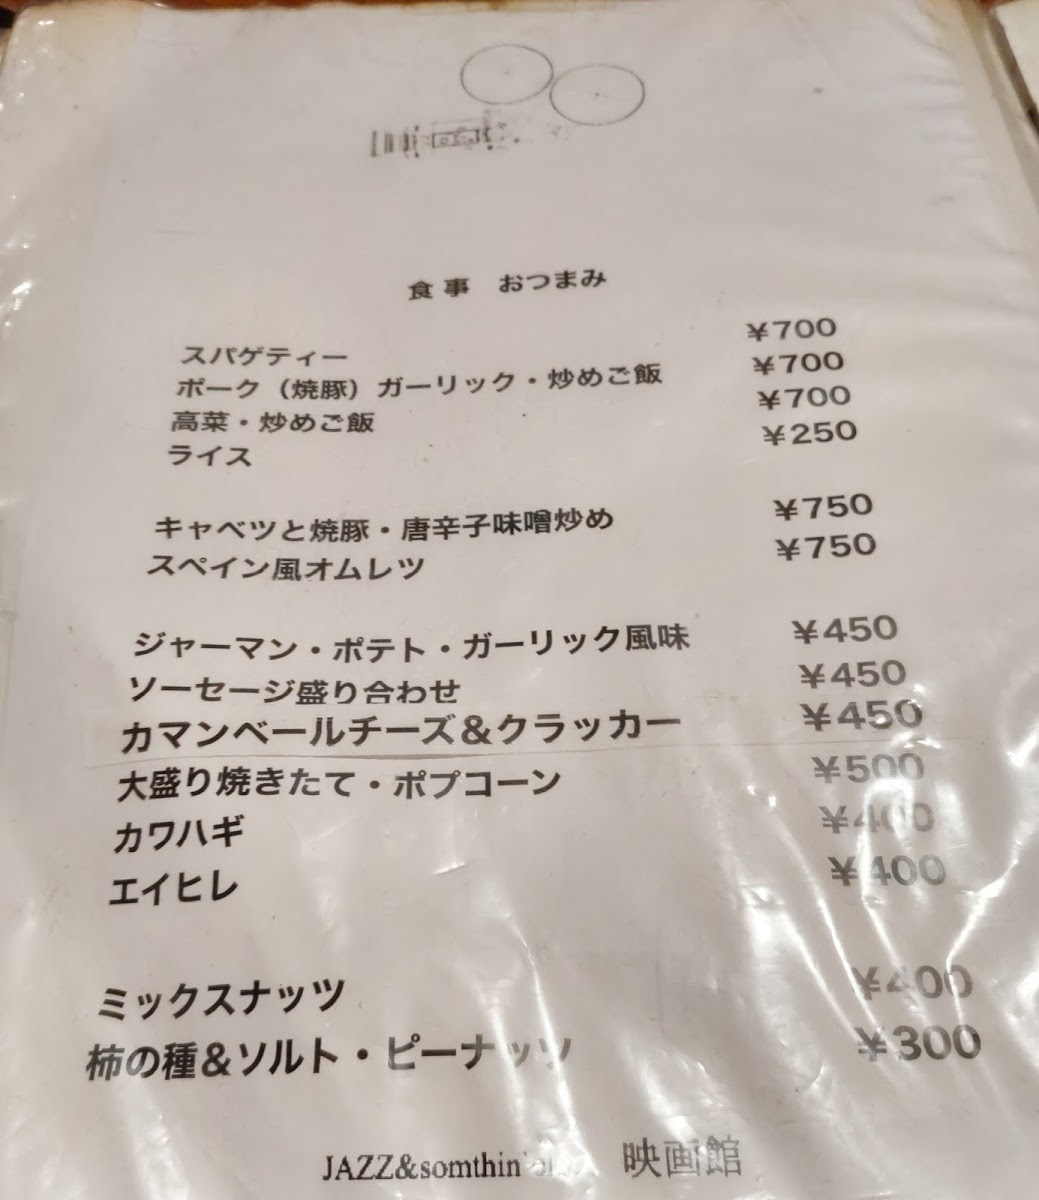 食事 おつまみ
スパゲティー ¥700
ポーク（焼豚）ガーリック・炒めご飯 ¥700
高菜・炒めご飯 ¥700
ライス ¥250
キャベツと焼豚・唐辛子味噌炒め ¥750
スペイン風オムレツ ¥750
ジャーマン・ポテト・ガーリック風味 ¥450
ソーセージ盛り合わせ ¥450
カマンベールチーズ＆クラッカー ¥450
大盛り焼きたて・ポプコーン ¥500
カワハギ ¥400
エイヒレ ¥400
ミックスナッツ ¥400
柿の種＆ソルト・ピーナッツ ¥300
JAZZ&somthin' 映画館